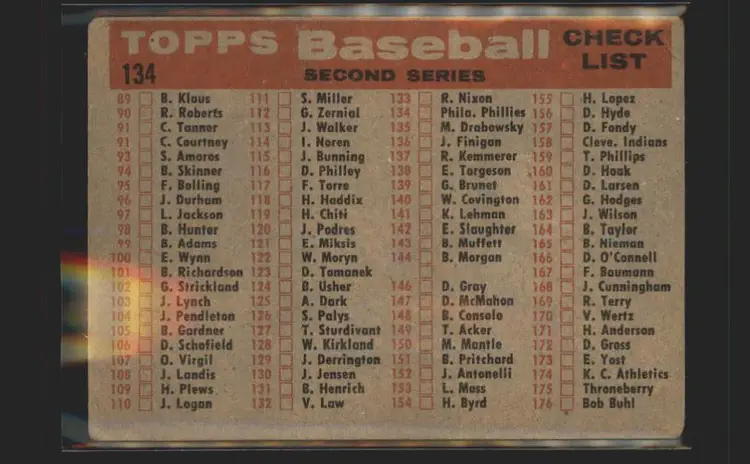 TOPPS Baseball CHECK LIST
134
SECOND SERIES
89 B. Klaus
90 R. Roberts
91 C. Tanner
92 C. Courtney
93 S. Amoros
94 B. Skinner
95 F. Bolling
96 J. Durham
97 L. Jackson
98 B. Hunter
99 B. Adams
100 E. Wynn
101 B. Richardson
102 G. Strickland
103 J. Lynch
104 J. Pendleton
105 B. Gardner
106 D. Schofield
107 O. Virgil
108 J. Landis
109 H. Plews
110 J. Logan
111 S. Miller
112 G. Zernial
113 J. Walker
114 I. Noren
115 J. Bunning
116 D. Philley
117 F. Torre
118 H. Haddix
119 H. Chiti
120 J. Podres
121 E. Miksis
122 W. Moryn
123 D. Tomanek
124 B. Usher
125 A. Dark
126 S. Palys
127 T. Sturdivant
128 W. Kirkland
129 J. Derrington
130 J. Jensen
131 B. Henrich
132 V. Law
133 R. Nixon
134 Phila. Phillies
135 M. Drabowsky
136 J. Finigan
137 R. Kemmerer
138 E. Torgeson
139 G. Brunet
140 W. Covington
141 K. Lehman
142 E. Slaughter
143 B. Muffett
144 B. Morgan
146 D. Gray
147 D. McMahon
148 B. Consolo
149 T. Acker
150 M. Mantle
151 B. Pritchard
152 J. Antonelli
153 L. Moss
154 H. Byrd
155 H. Lopez
156 D. Hyde
157 D. Fondy
158 Cleve. Indians
159 T. Phillips
160 D. Hoak
161 D. Larsen
162 G. Hodges
163 J. Wilson
164 B. Taylor
165 B. Nieman
166 D. O'Connell
167 F. Baumann
168 J. Cunningham
169 R. Terry
170 V. Wertz
171 H. Anderson
172 D. Gross
173 E. Yost
174 K. C. Athletics
175 Throneberry
176 Bob Buhl